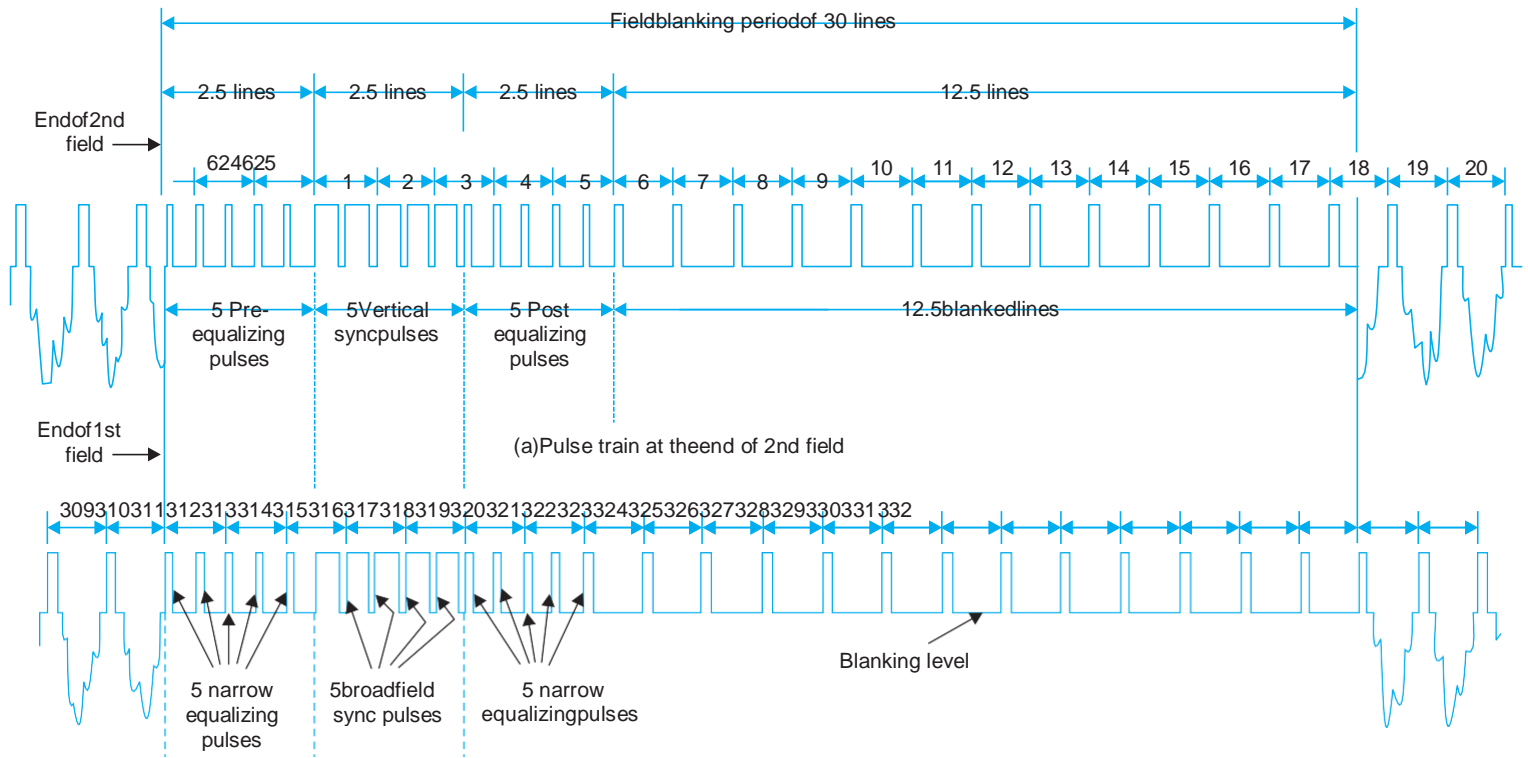 Fieldblanking periodof 30 lines
2.5 lines 2.5 lines 2.5 lines 12.5 lines
Endof2nd
field
624625
1 2 3 4 5 6 7 8 9 10 11 12 13 14 15 16 17 18 19 20
5 Pre-
equalizing
pulses
5Vertical
syncpulses
5 Post
equalizing
pulses
12.5blankedlines
Endof1st
field
(a)Pulse train at theend of 2nd field
309310311312313314315316317318319320321322323324325326327328329330331332
5 narrow
equalizing
pulses
5broadfield
sync pulses
5 narrow
equalizingpulses
Blanking level